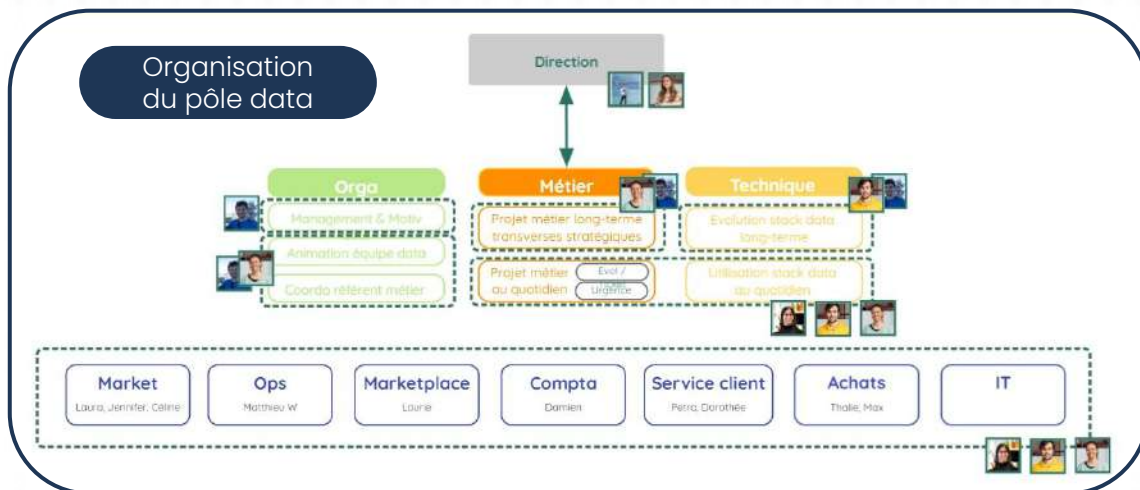 Organisation
du pôle data
Direction
Orga
Métier
Technique
Management & Motiv
Projet métier long-terme
transverses stratégiques
Evolution stack data
long-terme
Animation équipe data
Coordo référent métier
Projet métier
au quotidien
Evol /
Urgence
Utilisation stack data
au quotidien
Market
Laura, Jennifer, Céline
Ops
Matthieu W
Marketplace
Laurie
Compta
Damien
Service client
Petra, Dorothée
Achats
Thalie, Max
IT